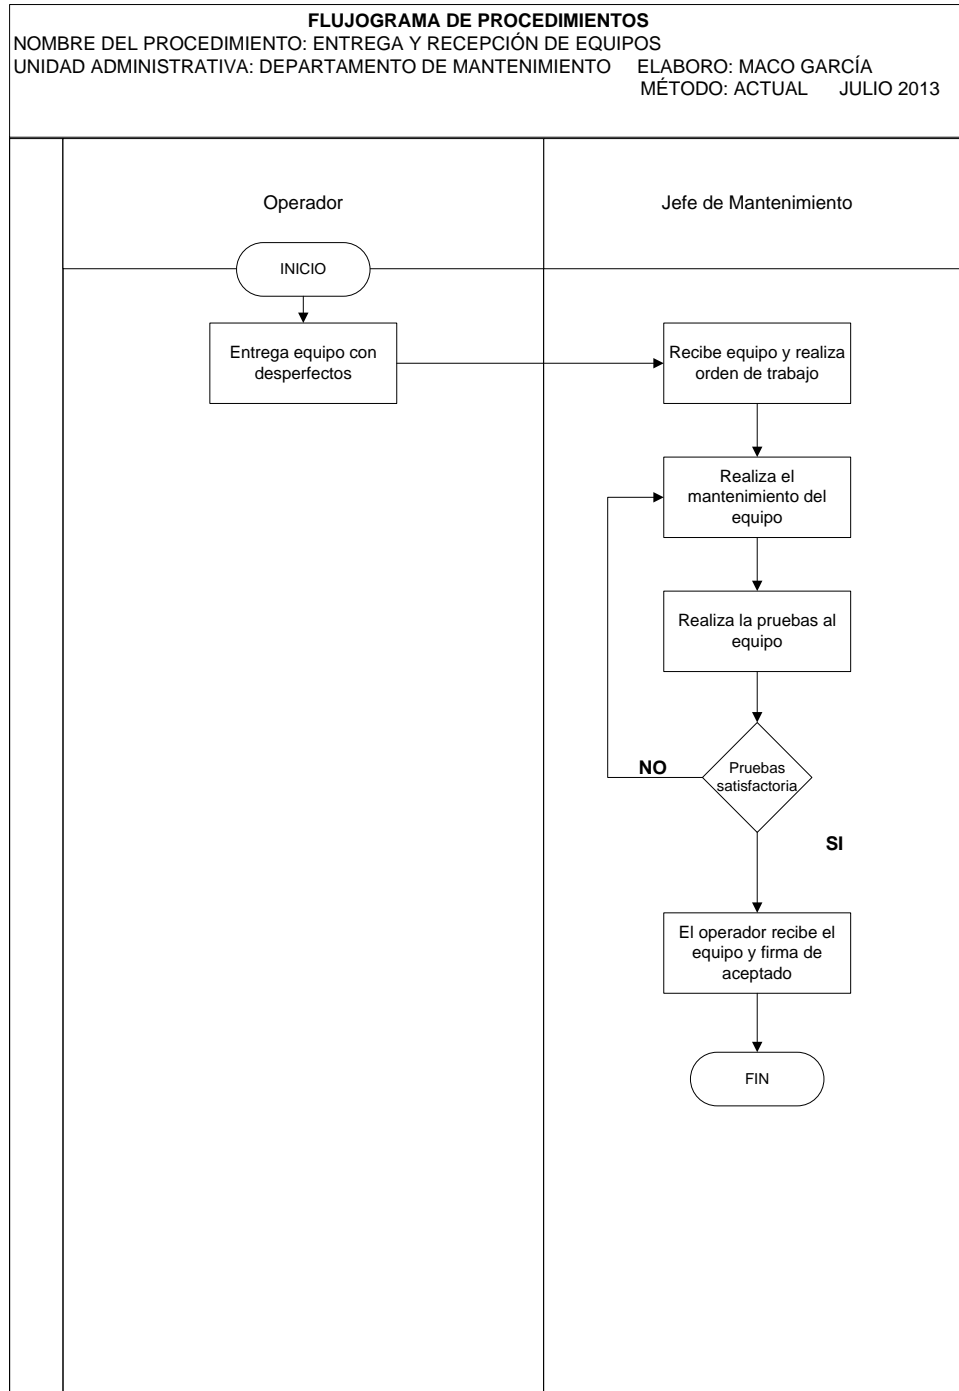 FLUJOGRAMA DE PROCEDIMIENTOS
NOMBRE DEL PROCEDIMIENTO: ENTREGA Y RECEPCIÓN DE EQUIPOS
UNIDAD ADMINISTRATIVA: DEPARTAMENTO DE MANTENIMIENTO ELABORO: MACO GARCÍA
MÉTODO: ACTUAL JULIO 2013
Operador
Jefe de Mantenimiento
INICIO
Entrega equipo con
desperfectos
Recibe equipo y realiza
orden de trabajo
Realiza el
mantenimiento del
equipo
Realiza la pruebas al
equipo
Pruebas
satisfactoria
NO
SI
El operador recibe el
equipo y firma de
aceptado
FIN